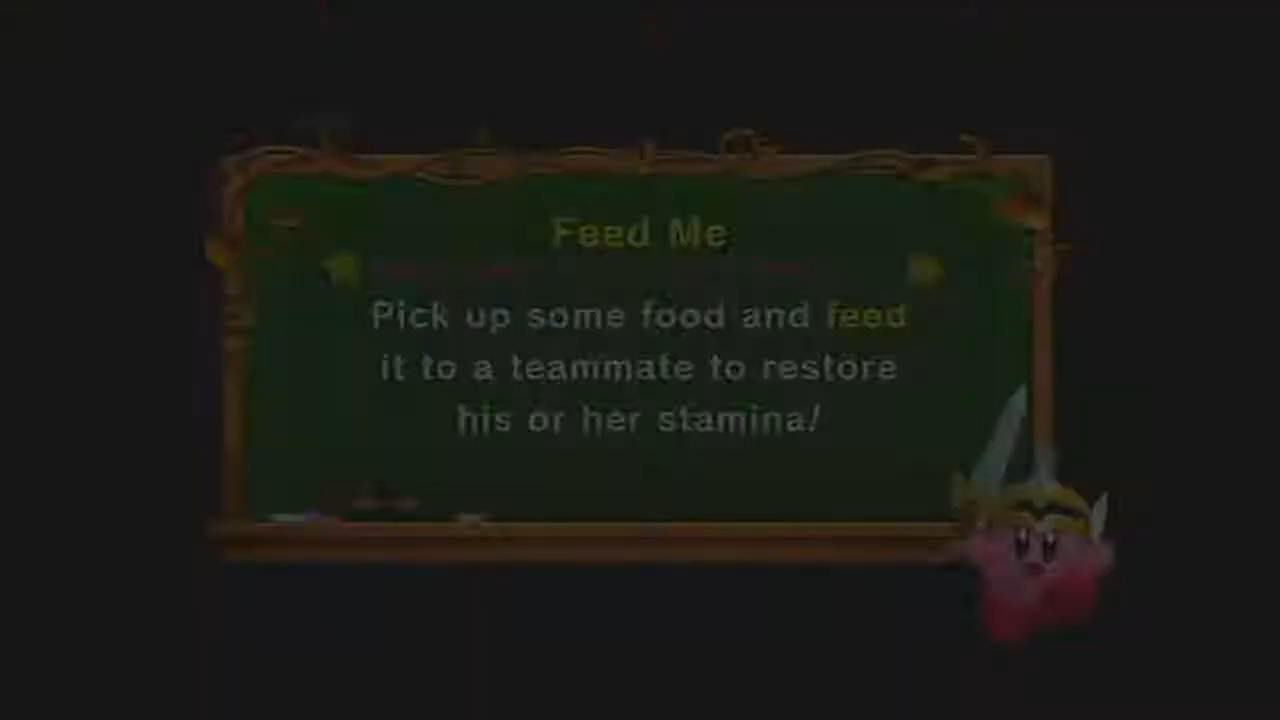 Feed Me
Pick up some food and feed
it to a teammate to restore
his or her stamina!